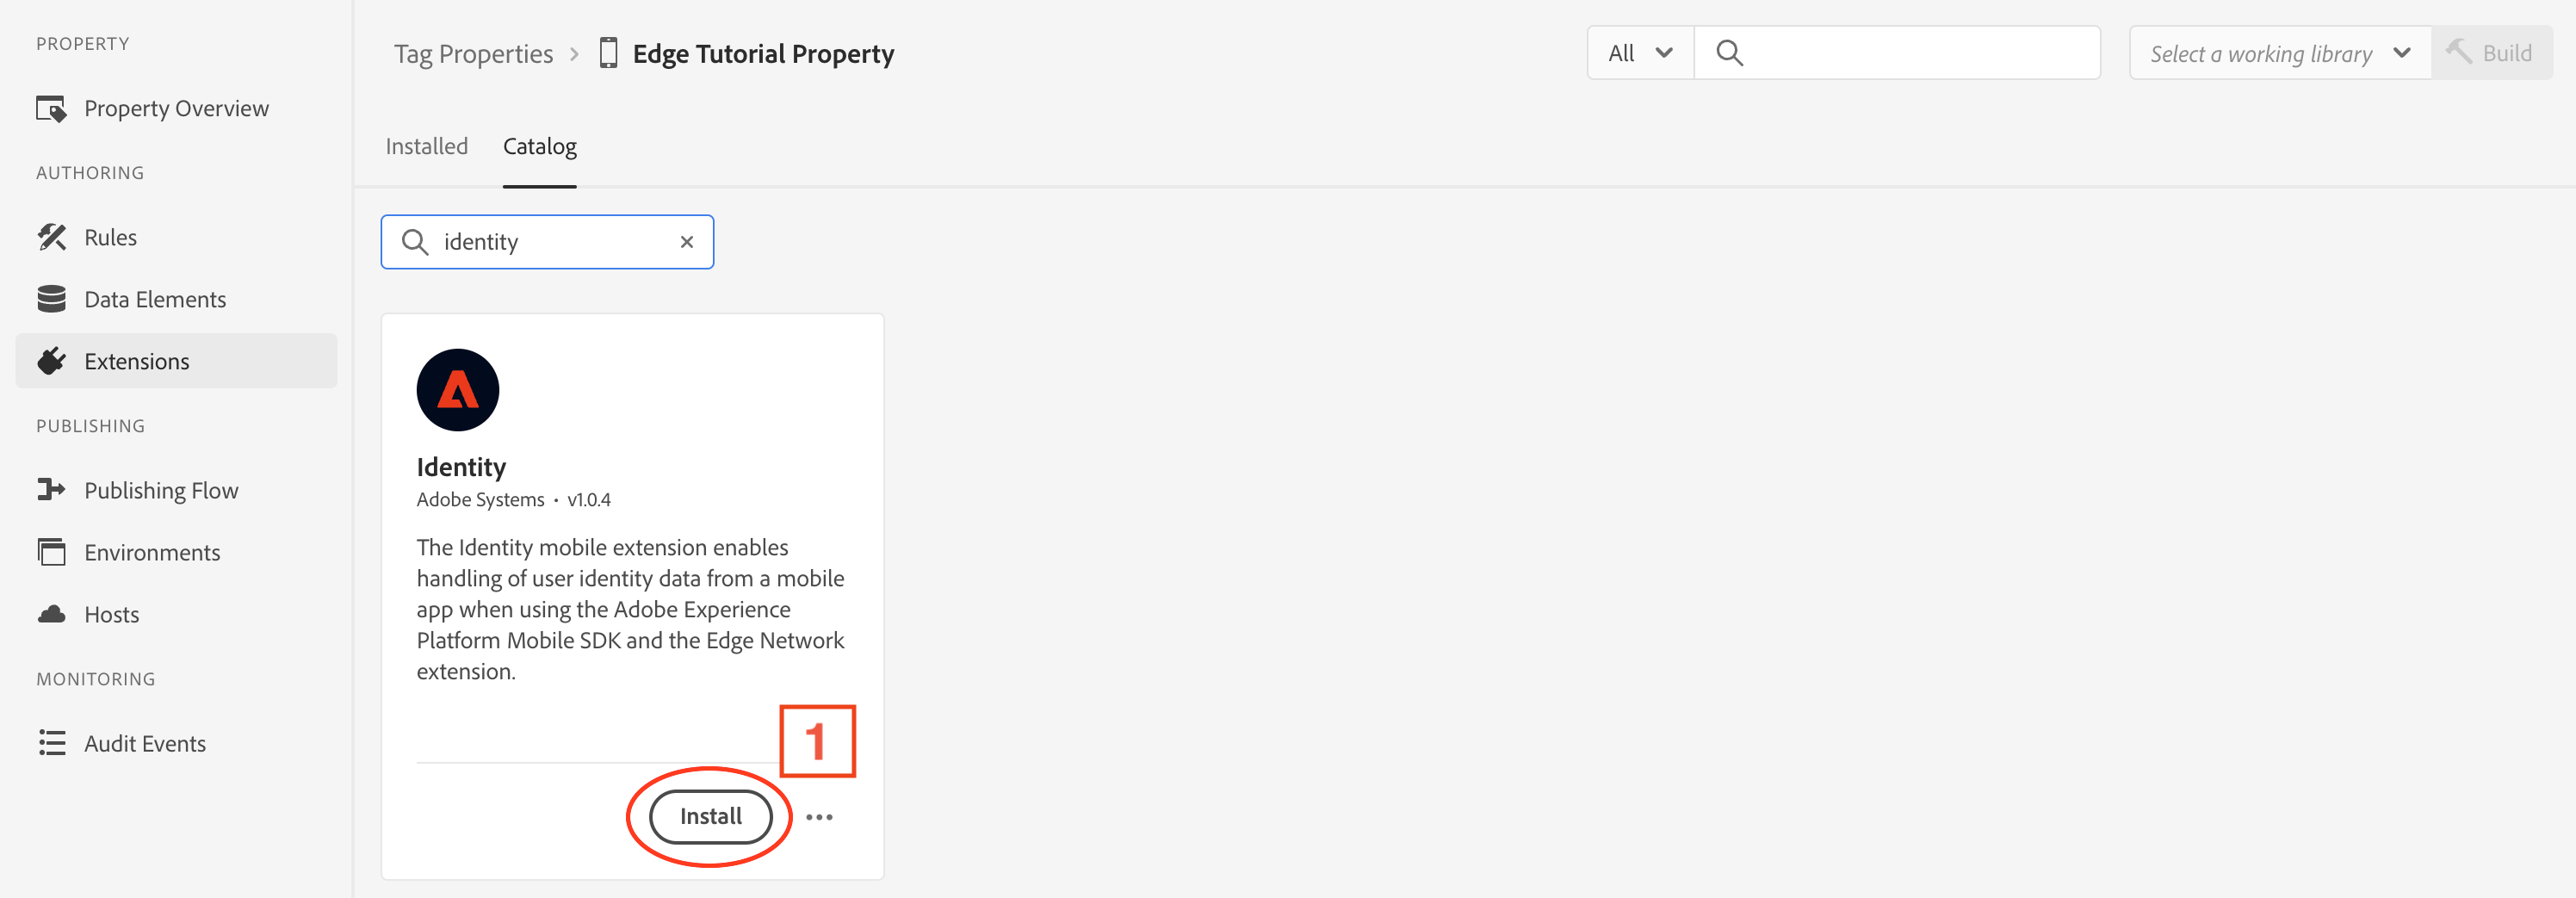 PROPERTY
Property Overview
AUTHORING
Rules
Data Elements
Extensions
PUBLISHING
Publishing Flow
Environments
Hosts
MONITORING
Audit Events
Tag Properties > Edge Tutorial Property
All
Select a working library
Build
Installed Catalog
identity
Identity
Adobe Systems • v1.0.4
The Identity mobile extension enables
handling of user identity data from a mobile
app when using the Adobe Experience
Platform Mobile SDK and the Edge Network
extension.
1
Install